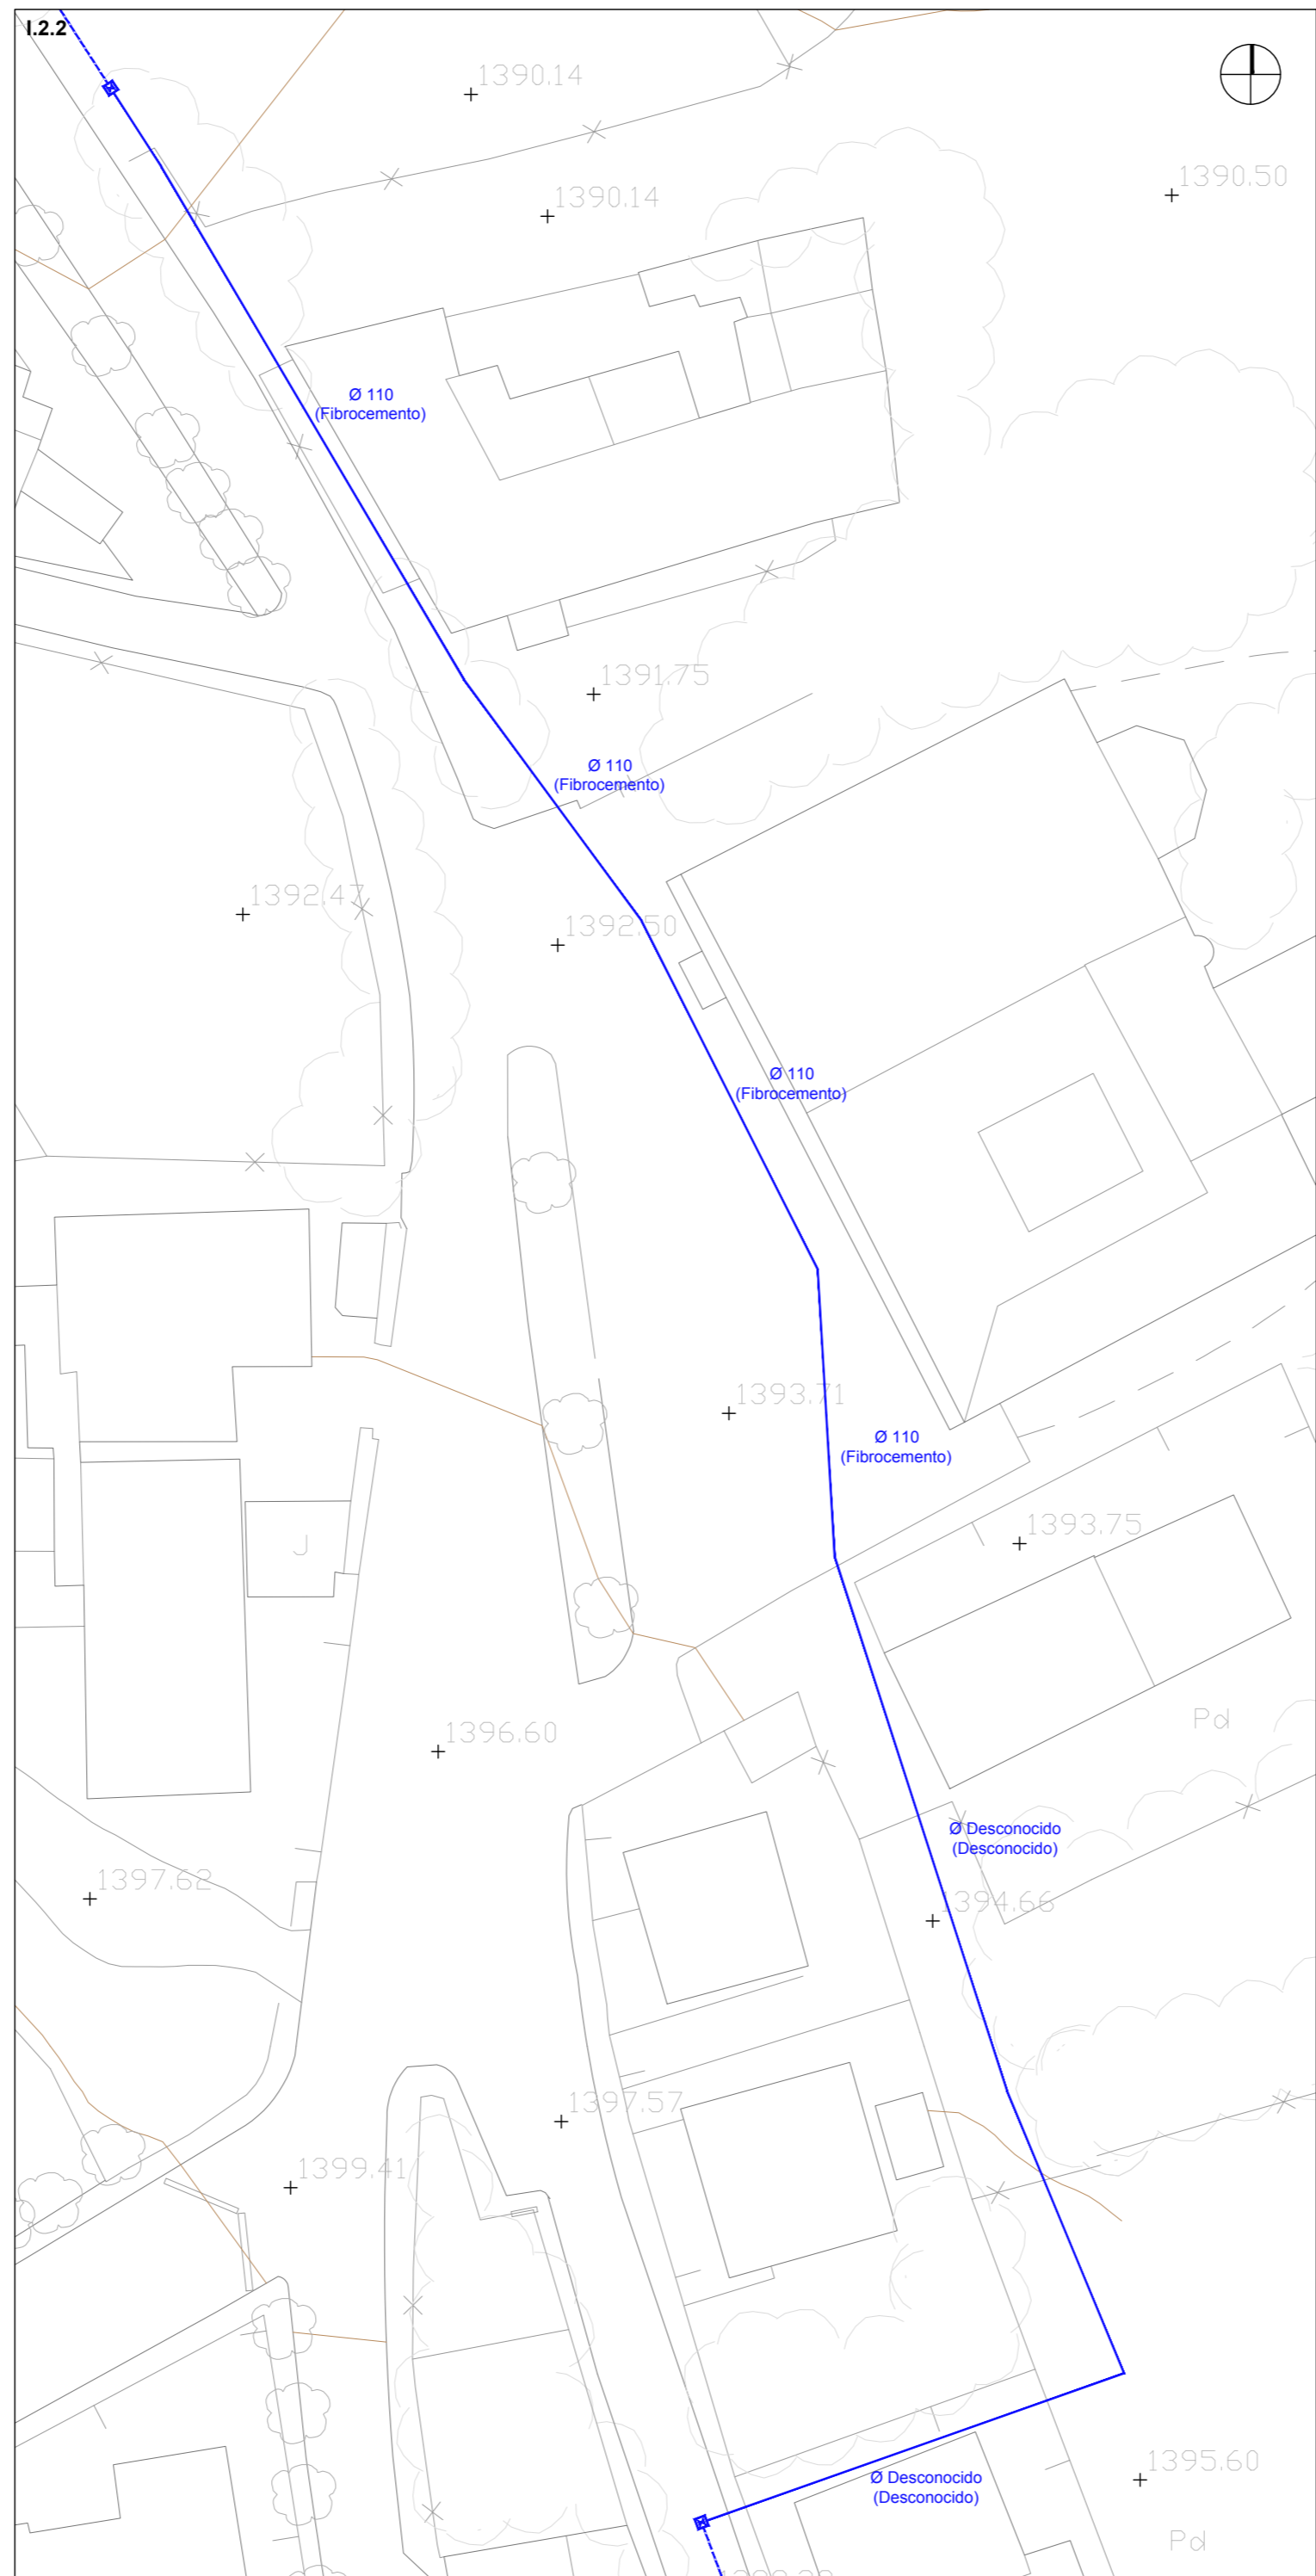 I.2.2
1390.14
1390.50
1390.14
Ø 110
(Fibrocemento)
1391.75
Ø 110
(Fibrocemento)
1392.47
1392.50
Ø 110
(Fibrocemento)
1393.71
Ø 110
(Fibrocemento)
1393.75
J
Pd
1396.60
Ø Desconocido
(Desconocido)
1397.62
1394.66
1397.57
1399.41
1395.60
Ø Desconocido
(Desconocido)
Pd